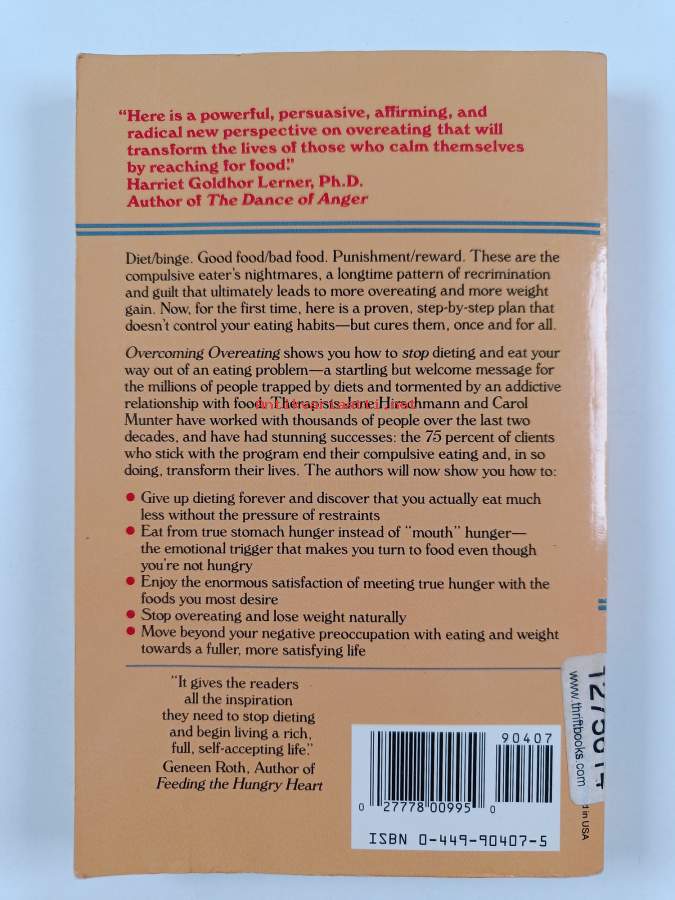 “Here is a powerful, persuasive, affirming, and
radical new perspective on overeating that will
transform the lives of those who calm themselves
by reaching for food.”
Harriet Goldhor Lerner, Ph.D.
Author of The Dance of Anger
Diet/binge. Good food/bad food. Punishment/reward. These are the
compulsive eater's nightmares, a longtime pattern of recrimination
and guilt that ultimately leads to more overeating and more weight
gain. Now, for the first time, here is a proven, step-by-step plan that
doesn't control your eating habits—but cures them, once and for all.
Overcoming Overeating shows you how to stop dieting and eat your
way out of an eating problem—a startling but welcome message for
the millions of people trapped by diets and tormented by an addictive
relationship with food. Therapists Jane Hirschmann and Carol
Antikvariaatti.net
Munter have worked with thousands of people over the last two
decades, and have had stunning successes: the 75 percent of clients
who stick with the program end their compulsive eating and, in so
doing, transform their lives. The authors will now show you how to:
● Give up dieting forever and discover that you actually eat much
less without the pressure of restraints
● Eat from true stomach hunger instead of “mouth” hunger—
the emotional trigger that makes you turn to food even though
you're not hungry
● Enjoy the enormous satisfaction of meeting true hunger with the
foods you most desire
● Stop overeating and lose weight naturally
● Move beyond your negative preoccupation with eating and weight
towards a fuller, more satisfying life
“It gives the readers
all the inspiration
they need to stop dieting
and begin living a rich,
full, self-accepting life.”
Geneen Roth, Author of
Feeding the Hungry Heart
90407
0 27778 00995 0
ISBN 0-449-90407-5
www.thriftbooks.com
in USA